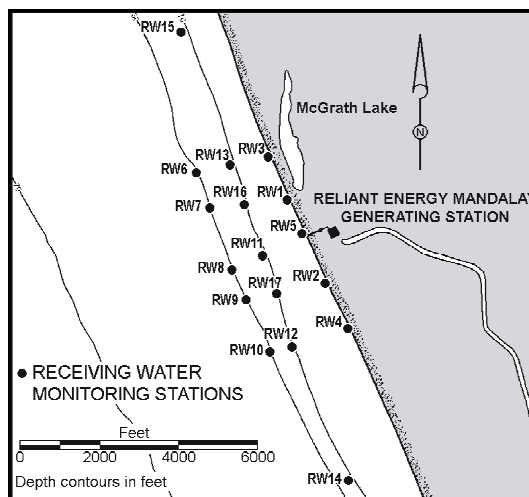 RW15
McGrath Lake
RW3
RW13
RW6
RW16
RW1
RELIANT ENERGY MANDALAY
GENERATING STATION
RW7
RW5
N
RW11
RW8
RW2
RW17
RW9
RW4
RW12
RW10
RECEIVING WATER
MONITORING STATIONS
Feet
0 2000 4000 6000
Depth contours in feet
RW14